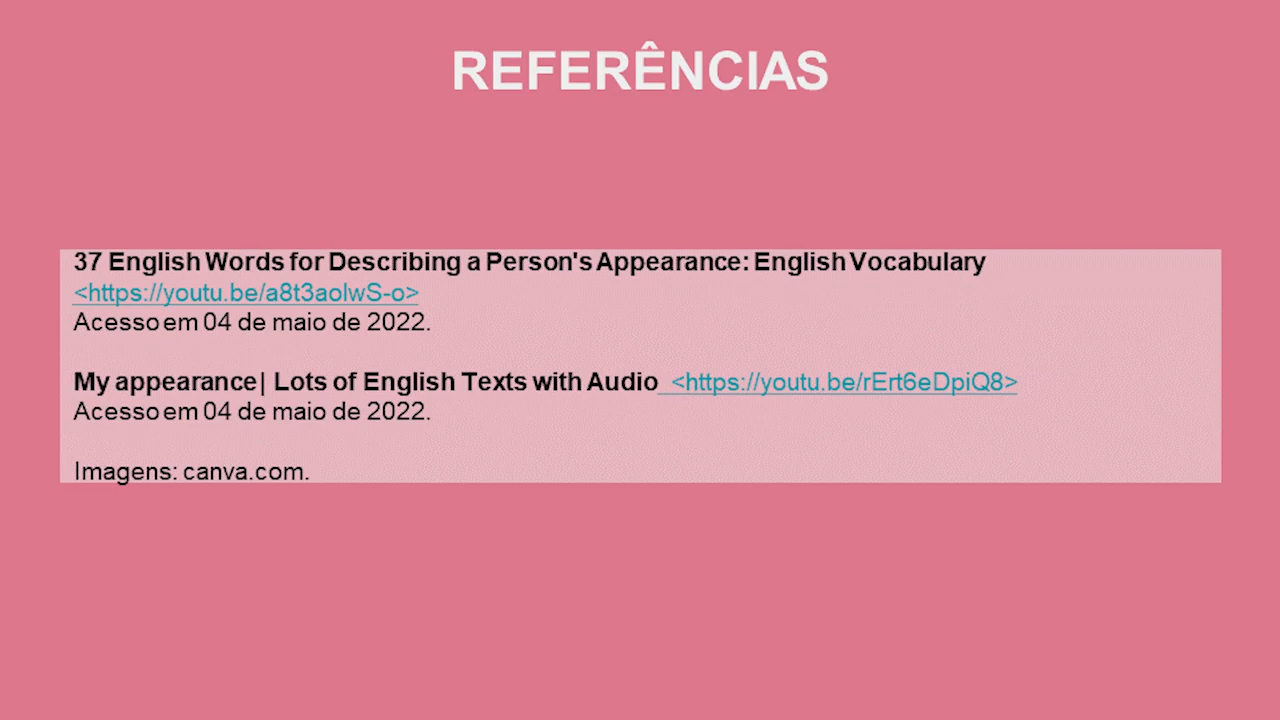 REFERÊNCIAS
37 English Words for Describing a Person's Appearance: English Vocabulary
<https://youtu.be/a8t3aolwS-o>
Acesso em 04 de maio de 2022.
My appearance| Lots of English Texts with Audio <https://youtu.be/rErt6eDpiQ8>
Acesso em 04 de maio de 2022.
Imagens: canva.com.